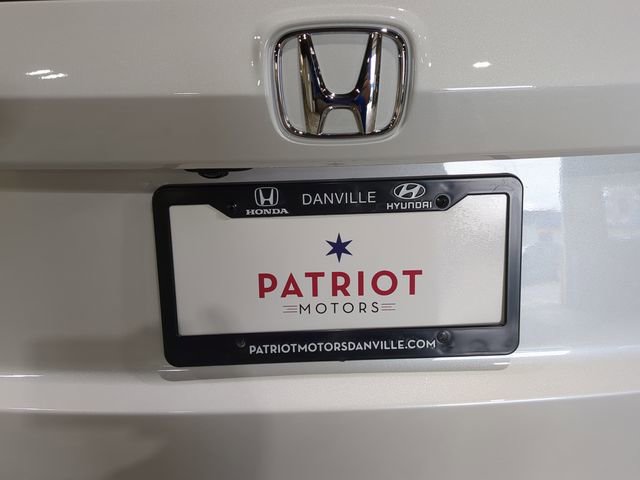 HONDA DANVILLE HYUNDAI
PATRIOT
MOTORS
PATRIOTMOTORSDANVILLE.COM